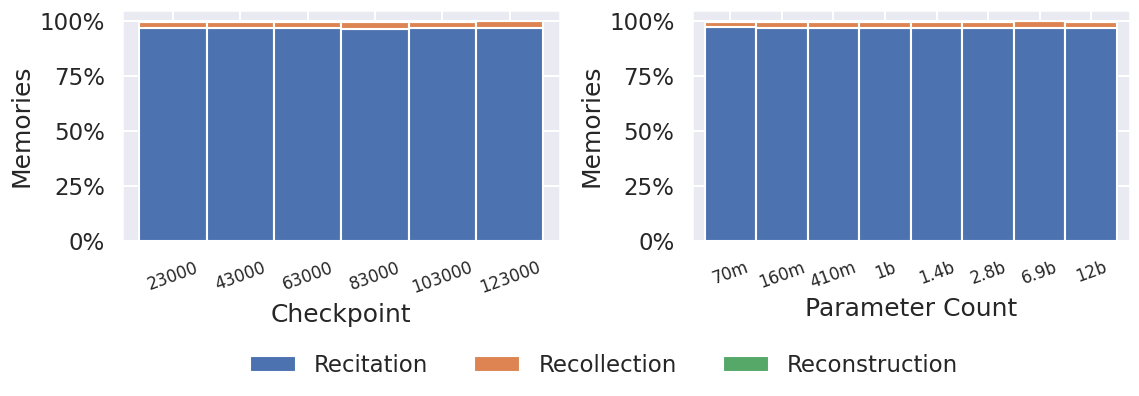 100%
75%
50%
25%
0%
Memories
23000 43000 63000 83000 103000 123000
Checkpoint
100%
75%
50%
25%
0%
Memories
70m 160m 410m 1b 1.4b 2.8b 6.9b 12b
Parameter Count
Recitation Recollection Reconstruction